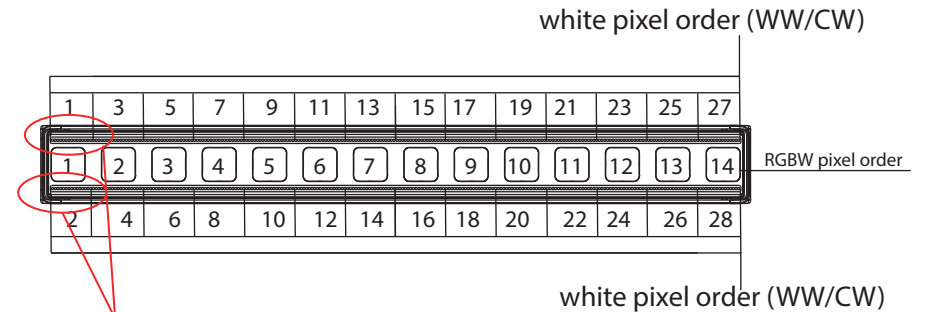 white pixel order (WW/CW)
1 3 5 7 9 11 13 15 17 19 21 23 25 27
1 2 3 4 5 6 7 8 9 10 11 12 13 14 RGBW pixel order
2 4 6 8 10 12 14 16 18 20 22 24 26 28
white pixel order (WW/CW)